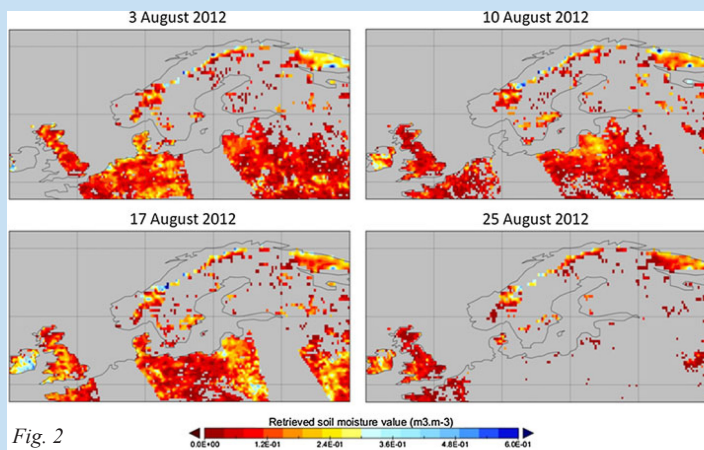 3 August 2012
10 August 2012
17 August 2012
25 August 2012
Retrieved soil moisture value (m3.m-3)
0.0E+00 1.2E-01 2.4E-01 3.6E-01 4.8E-01 6.0E-01
Fig. 2